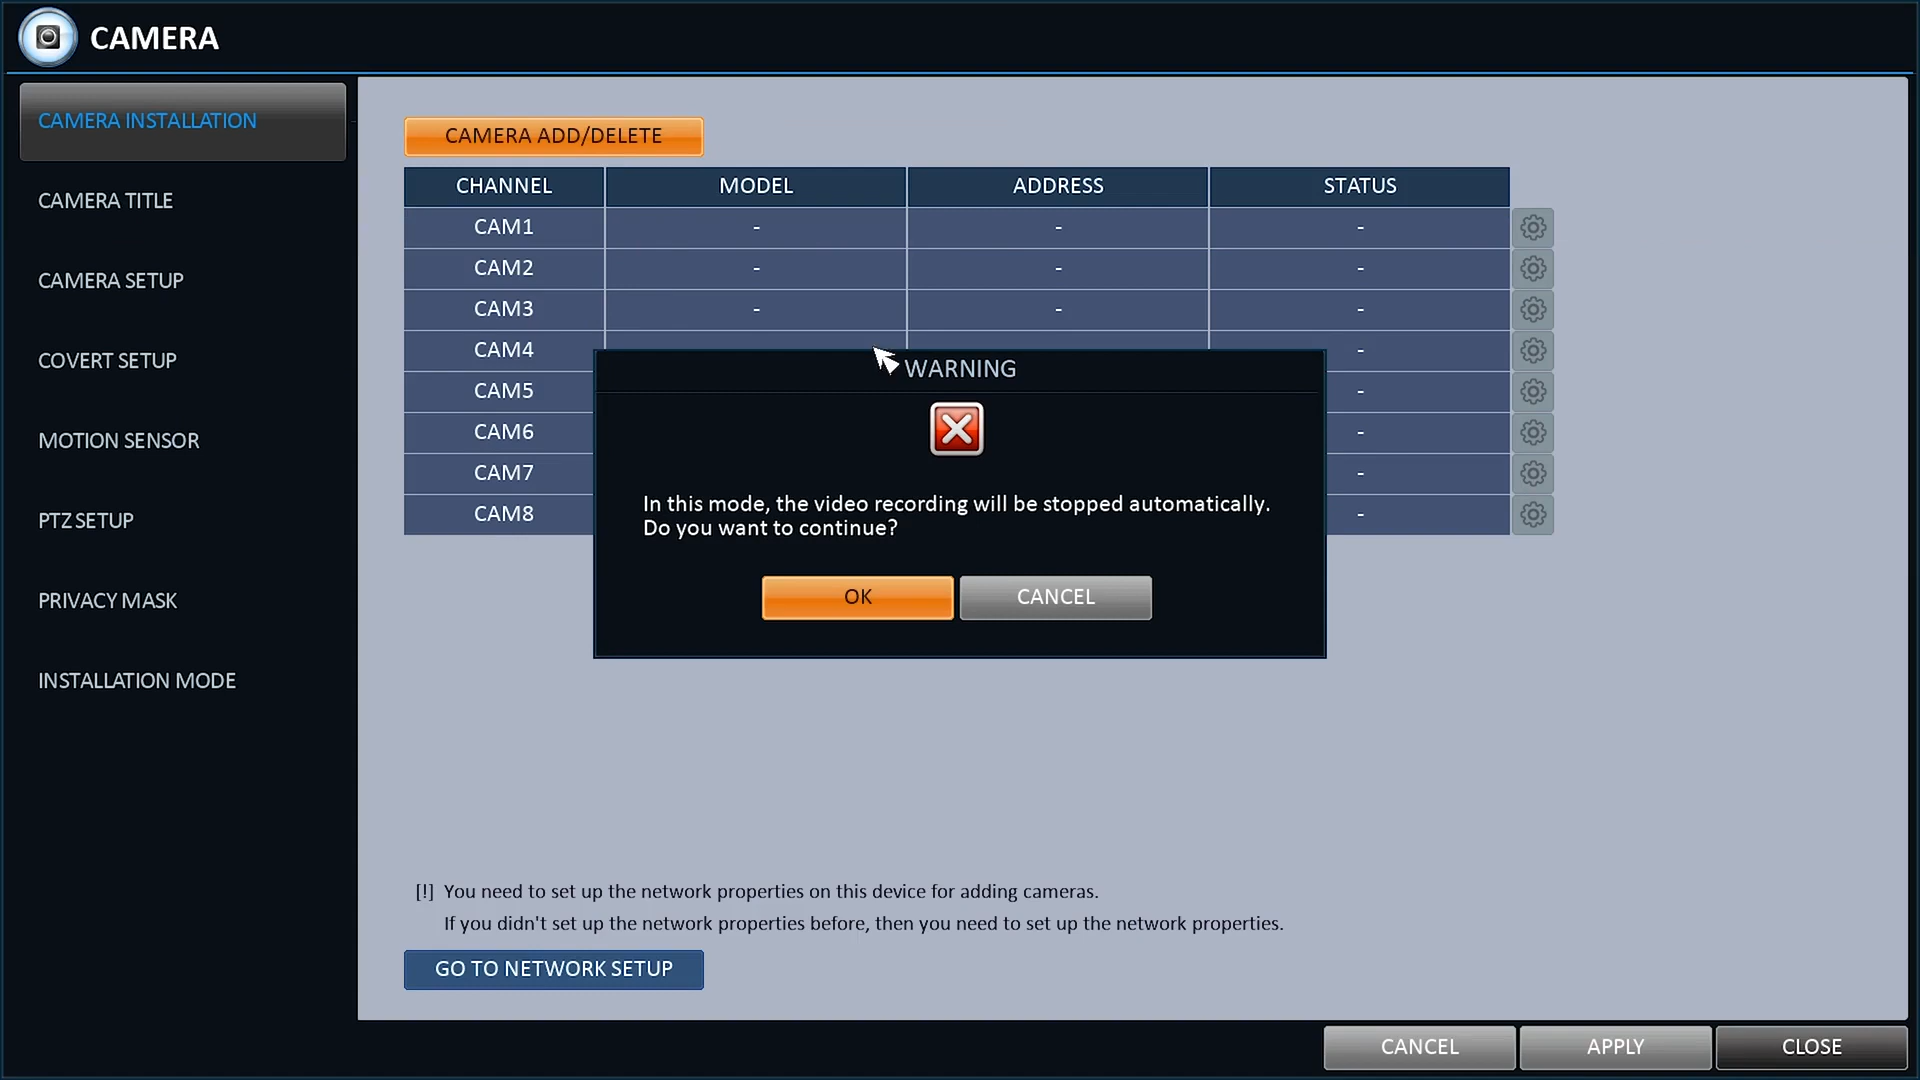 CAMERA
CAMERA INSTALLATION
CAMERA TITLE
CAMERA SETUP
COVERT SETUP
MOTION SENSOR
PTZ SETUP
PRIVACY MASK
INSTALLATION MODE
CAMERA ADD/DELETE
CHANNEL MODEL ADDRESS STATUS
CAM1 - - -
CAM2 - - -
CAM3 - - -
CAM4 -
CAM5 -
CAM6 -
CAM7 -
CAM8 -
WARNING
In this mode, the video recording will be stopped automatically.
Do you want to continue?
OK CANCEL
[!] You need to set up the network properties on this device for adding cameras.
If you didn't set up the network properties before, then you need to set up the network properties.
GO TO NETWORK SETUP
CANCEL APPLY CLOSE